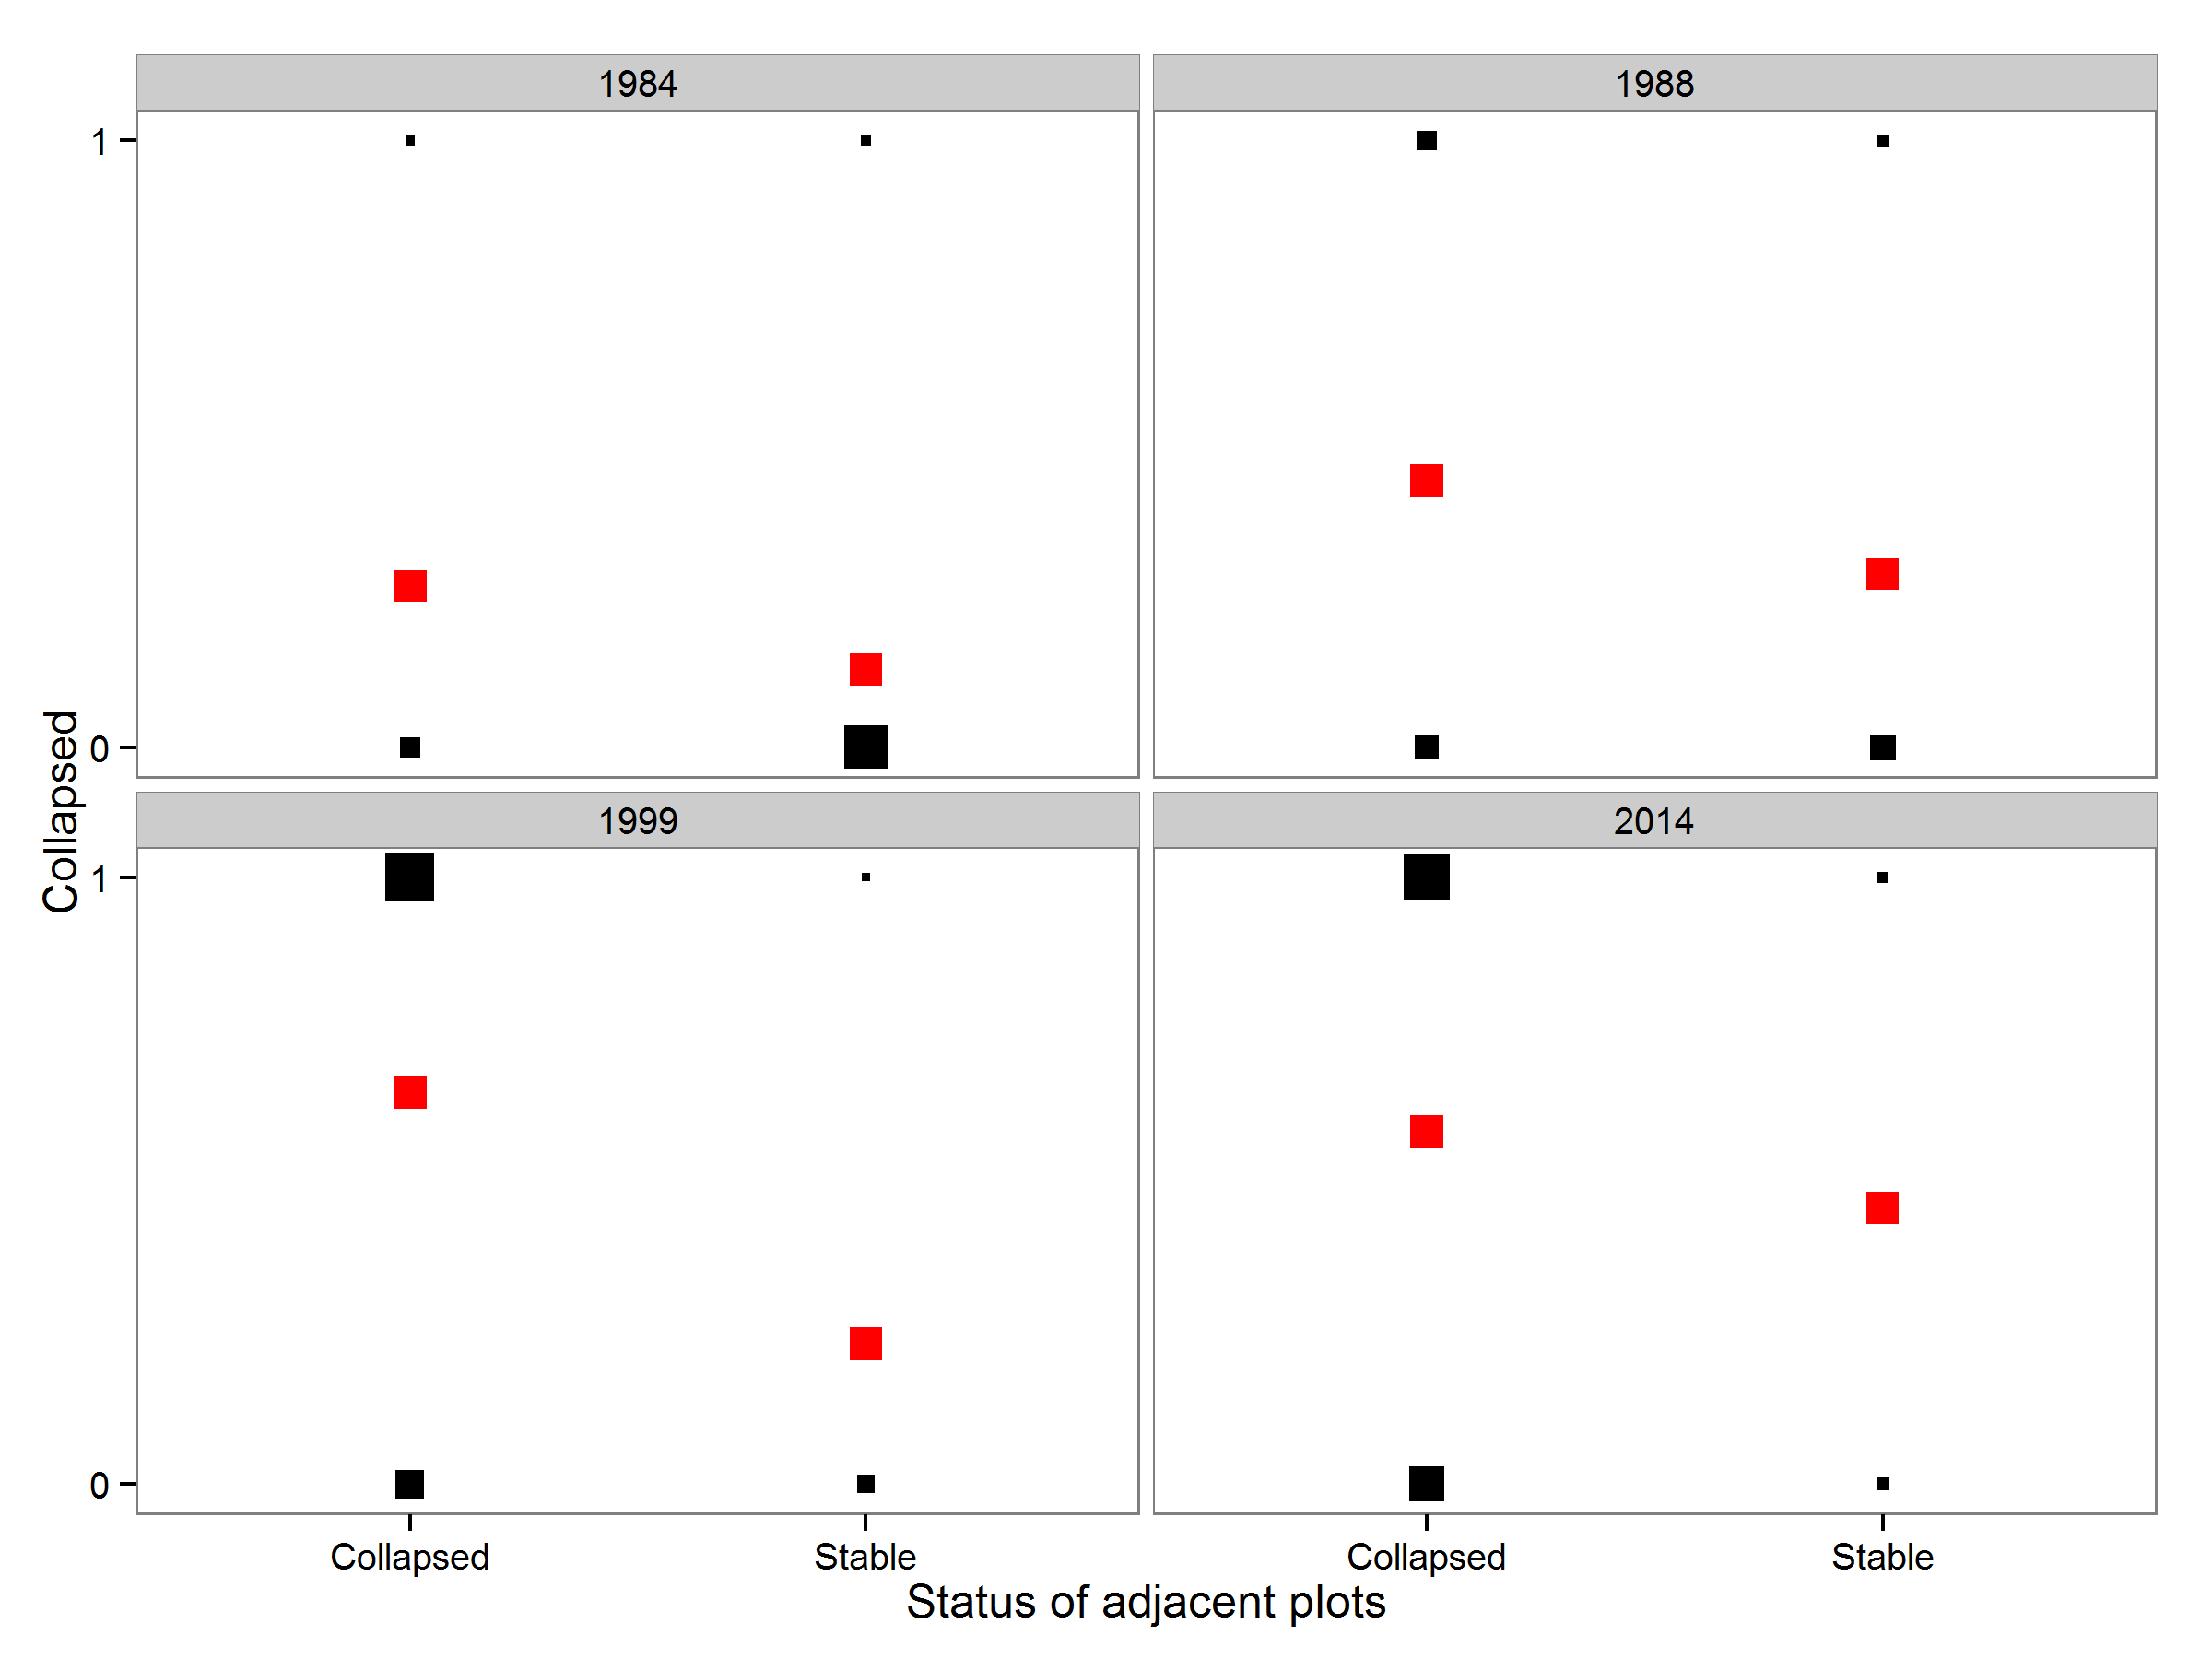 1984
1988
1
0
Collapsed
1999
2014
1
0
Collapsed
Stable
Collapsed
Stable
Status of adjacent plots